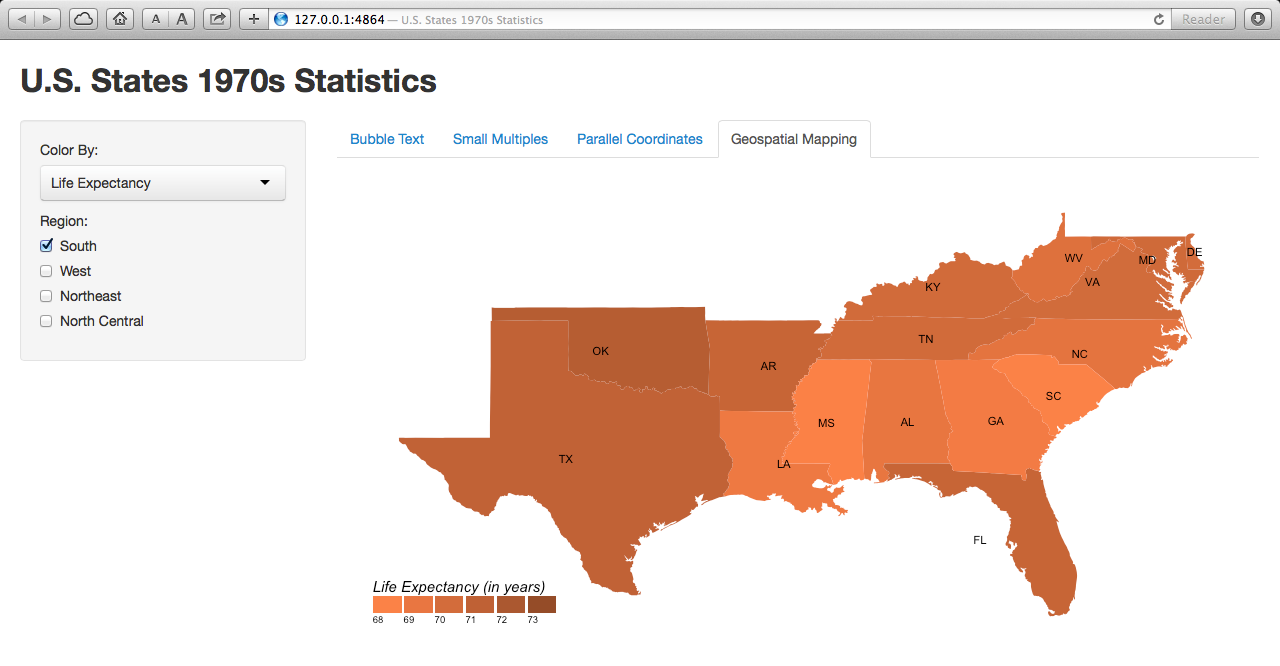 A A + 127.0.0.1:4864 — U.S. States 1970s Statistics Reader
U.S. States 1970s Statistics
Bubble Text Small Multiples Parallel Coordinates Geospatial Mapping
Color By:
Life Expectancy
Region:
South
West
Northeast
North Central
DE
WV MD
VA
KY
OK
TN
NC
AR
SC
MS AL GA
TX LA
FL
Life Expectancy (in years)
68 69 70 71 72 73